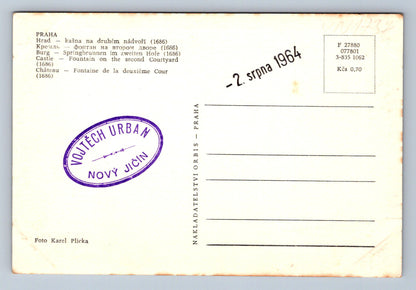 PRAHA
Hrad — kašna na druhém nádvoří (1686)
Кремль — фонтан на втором дворе (1686)
Burg — Springbrunnen im zweiten Hofe (1686)
Castle — Fountain on the second Courtyard
(1686)
Château — Fontaine de la deuxième Cour
(1686)
-2. srpna 1964
F 27880
077801
3-835 1062
Kčs 0,70
VOJTĚCH URBAN
NOVÝ JIČÍN
NAKLADATELSTVÍ ORBIS — PRAHA
Foto Karel Plicka